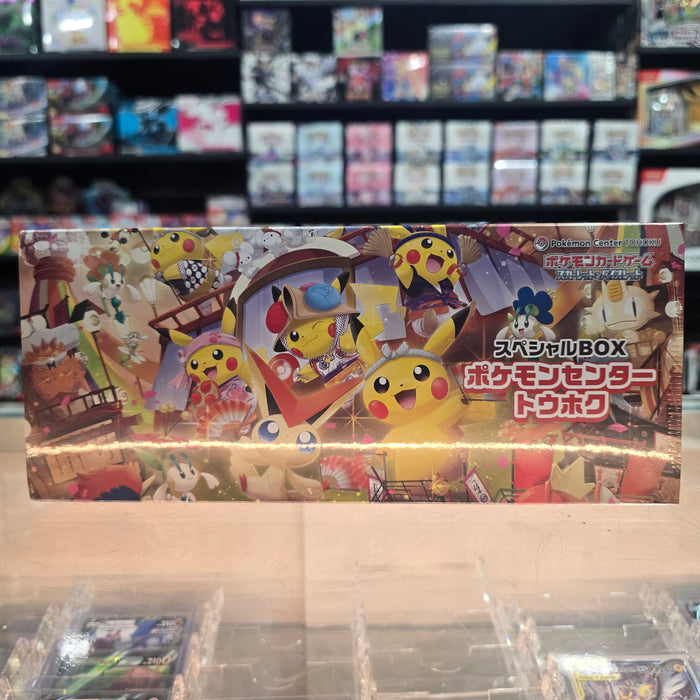 Pokémon Center TOHOKU
ポケモンカードゲーム
スカーレット&バイオレット
スペシャルBOX
ポケモンセンター
トウホク